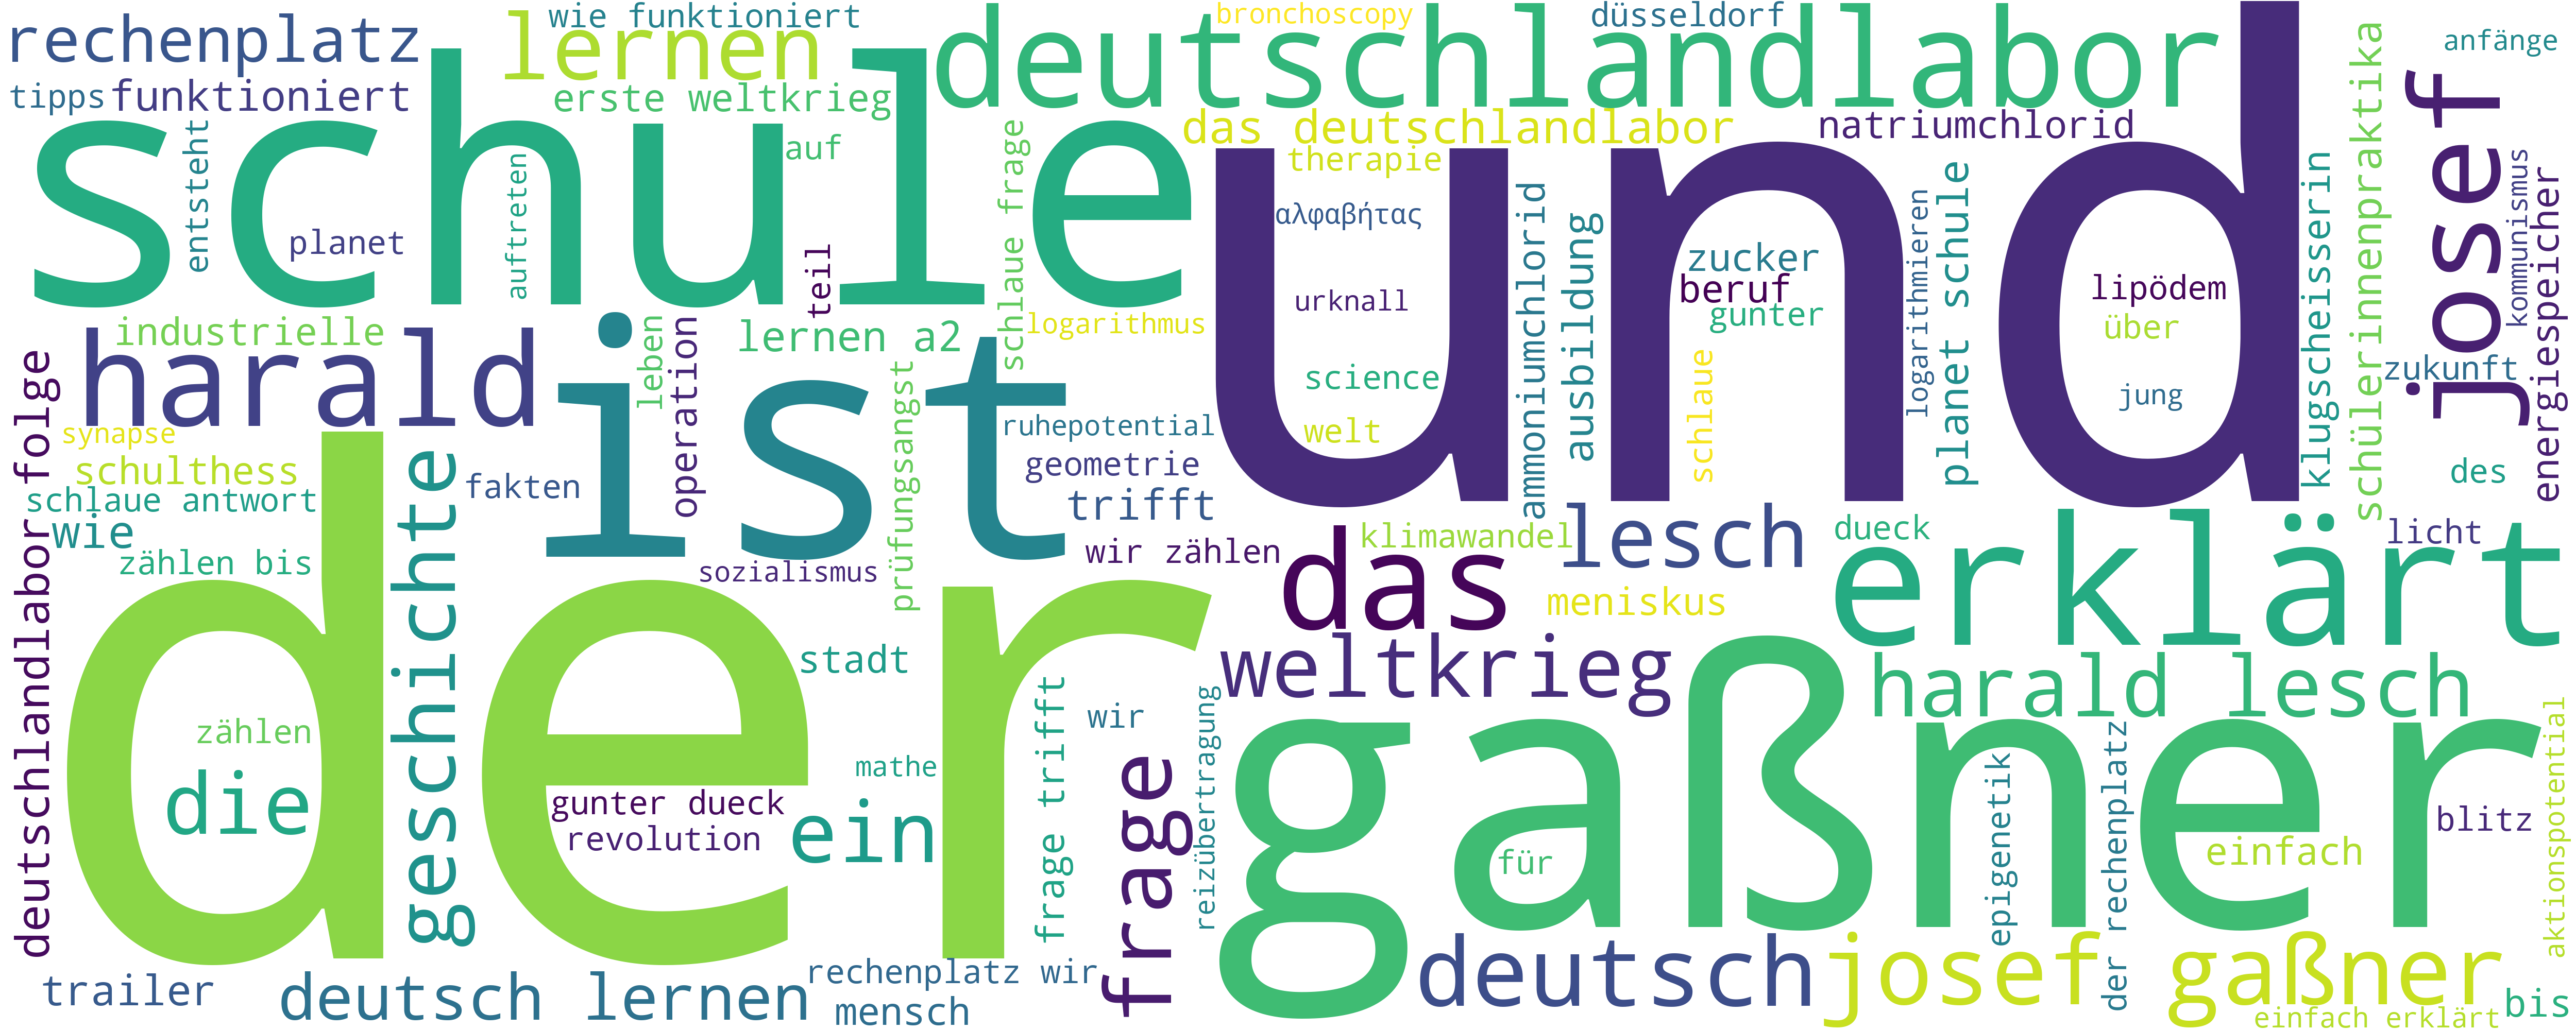 rechenplatz
lernen
wie funktioniert
deutschlandlabor
bronchoscopy
düsseldorf
anfänge
tipps
funktioniert
erste weltkrieg
schule
das deutschlandlabor
natriumchlorid
und
josef
entsteht
planet
auftreten
auf
teil
schlaue frage
therapie
αλφαβήτας
urknall
science
welt
ammoniumchlorid
ausbildung
zucker
beruf
gunter
schlaue
logarithmieren
planet schule
lipödem
über
jung
klugscheisserin
schülerinnenpraktika
kommunismus
energiespeicher
zukunft
des
licht
industrielle
harald
ist
leben
operation
lernen a2
logarithmus
prüfungsangst
ruhepotential
geometrie
trifft
wir zählen
deutschlandlabor folge
synapse
schulthess
schlaue antwort
wie
zählen bis
geschichte
fakten
sozialismus
das
klimawandel
lesch
meniskus
dueck
erklärt
der
zählen
die
stadt
mathe
gunter dueck
revolution
ein
frage trifft
wir
frage
reizübertragung
weltkrieg
harald lesch
gaßner
für
epigenetik
der rechenplatz
einfach
blitz
aktionspotential
trailer
deutsch lernen
rechenplatz wir
mensch
deutsch
josef gaßner
einfach erklärt
bis